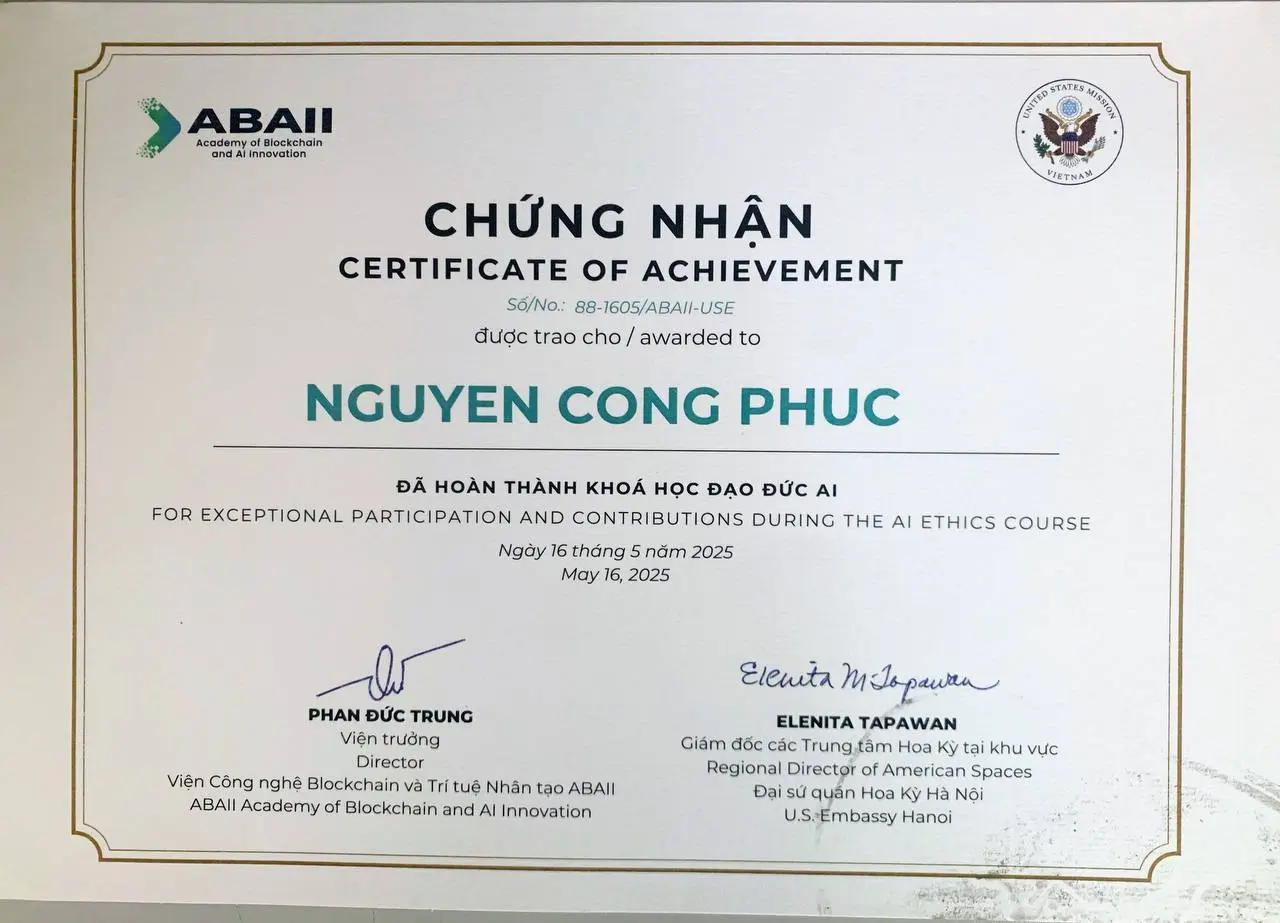 ABAII
Academy of Blockchain
and AI Innovation
UNITED STATES MISSION
VIETNAM
CHỨNG NHẬN
CERTIFICATE OF ACHIEVEMENT
Số/No.: 88-1605/ABAII-USE
được trao cho / awarded to
NGUYEN CONG PHUC
ĐÃ HOÀN THÀNH KHOÁ HỌC ĐẠO ĐỨC AI
FOR EXCEPTIONAL PARTICIPATION AND CONTRIBUTIONS DURING THE AI ETHICS COURSE
Ngày 16 tháng 5 năm 2025
May 16, 2025
PHAN ĐỨC TRUNG
Viện trưởng
Director
Viện Công nghệ Blockchain và Trí tuệ Nhân tạo ABAII
ABAII Academy of Blockchain and AI Innovation
Elenita M. Tapawan
ELENITA TAPAWAN
Giám đốc các Trung tâm Hoa Kỳ tại khu vực
Regional Director of American Spaces
Đại sứ quán Hoa Kỳ Hà Nội
U.S. Embassy Hanoi